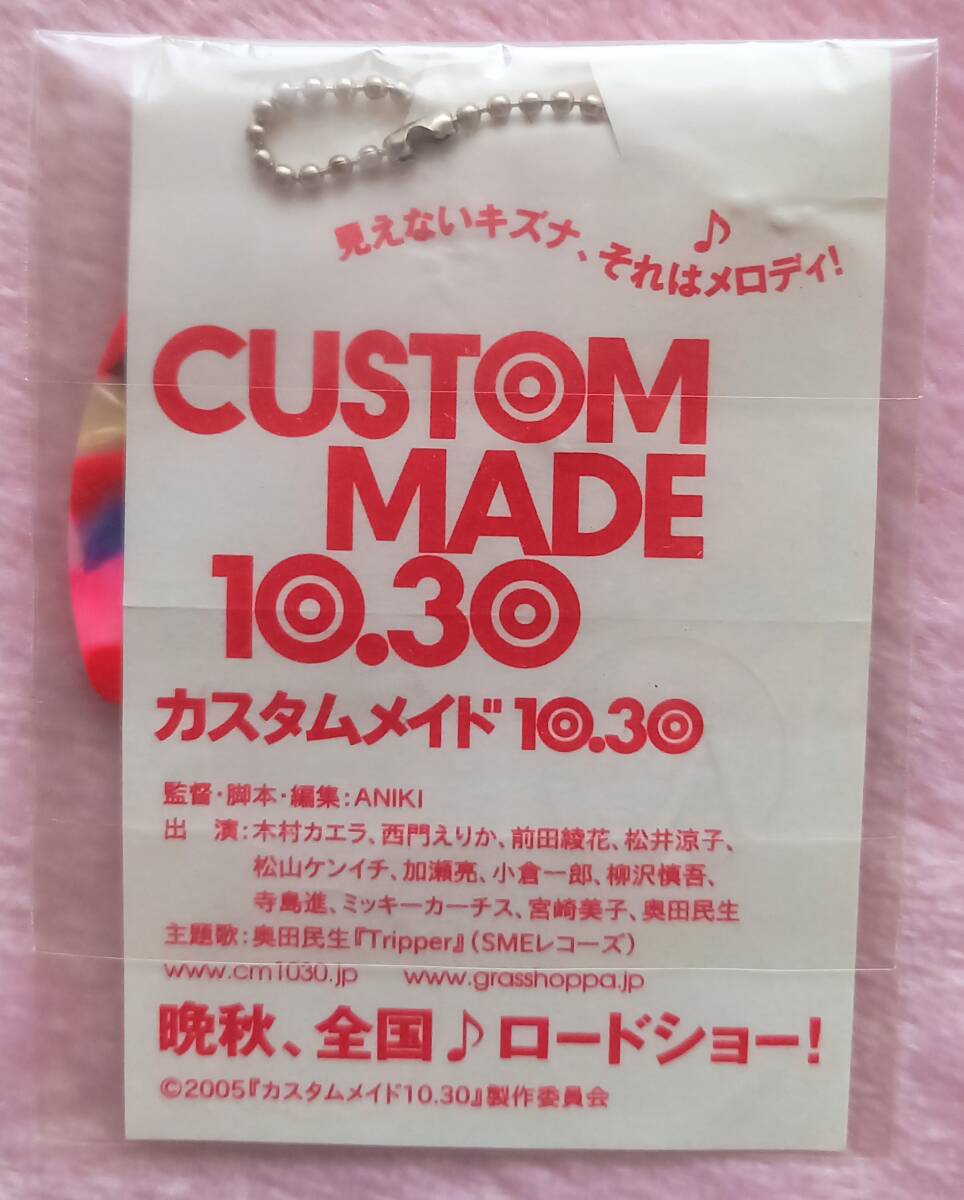 見えないキズナ、それはメロディ!♪
CUSTOM
MADE
10.30
カスタムメイド 10.30
監督・脚本・編集:ANIKI
出 演:木村カエラ、西門えりか、前田綾花、松井涼子、
松山ケンイチ、加瀬亮、小倉一郎、柳沢慎吾、
寺島進、ミッキーカーチス、宮崎美子、奥田民生
主題歌:奥田民生『Tripper』(SMEレコーズ)
www.cm1030.jp www.grasshoppa.jp
晩秋、全国♪ロードショー!
©2005『カスタムメイド10.30』製作委員会